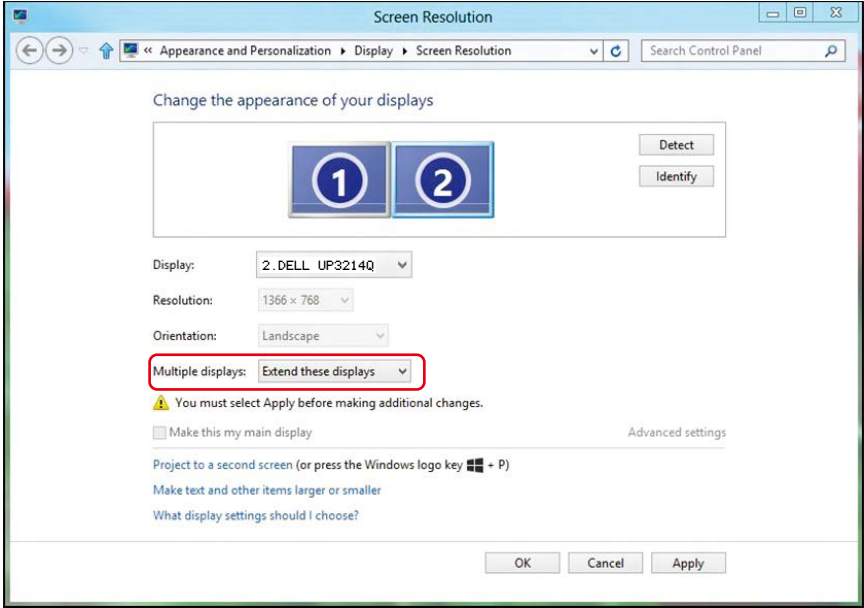 Screen Resolution
« Appearance and Personalization ▸ Display ▸ Screen Resolution
Search Control Panel
Change the appearance of your displays
1 2
Detect
Identify
Display: 2.DELL UP3214Q
Resolution: 1366 × 768
Orientation: Landscape
Multiple displays: Extend these displays
You must select Apply before making additional changes.
Make this my main display
Advanced settings
Project to a second screen (or press the Windows logo key + P)
Make text and other items larger or smaller
What display settings should I choose?
OK Cancel Apply